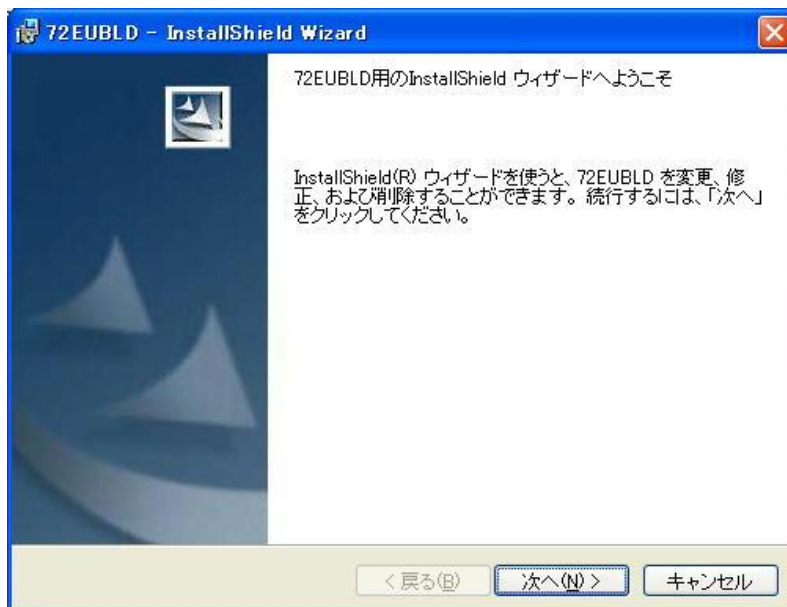 72EUBLD - InstallShield Wizard
72EUBLD用のInstallShield ウィザードへようこそ
InstallShield(R) ウィザードを使うと、72EUBLD を変更、修
正、および削除することができます。続行するには、「次へ」
をクリックしてください。
< 戻る(B)
次へ(N) >
キャンセル